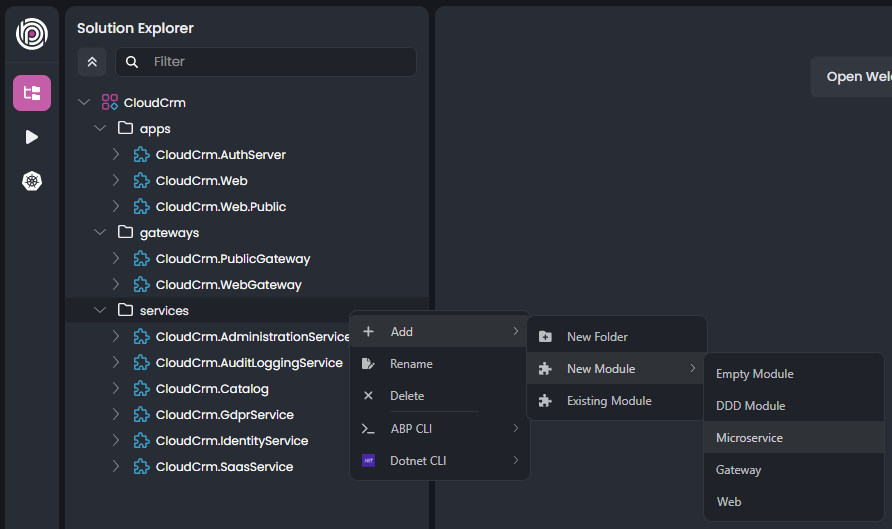 Solution Explorer
Filter
Open Wel
CloudCrm
apps
CloudCrm.AuthServer
CloudCrm.Web
CloudCrm.Web.Public
gateways
CloudCrm.PublicGateway
CloudCrm.WebGateway
services
CloudCrm.AdministrationService
CloudCrm.AuditLoggingService
CloudCrm.Catalog
CloudCrm.GdprService
CloudCrm.IdentityService
CloudCrm.SaasService
Add
Rename
Delete
ABP CLI
.NET
Dotnet CLI
New Folder
New Module
Existing Module
Empty Module
DDD Module
Microservice
Gateway
Web